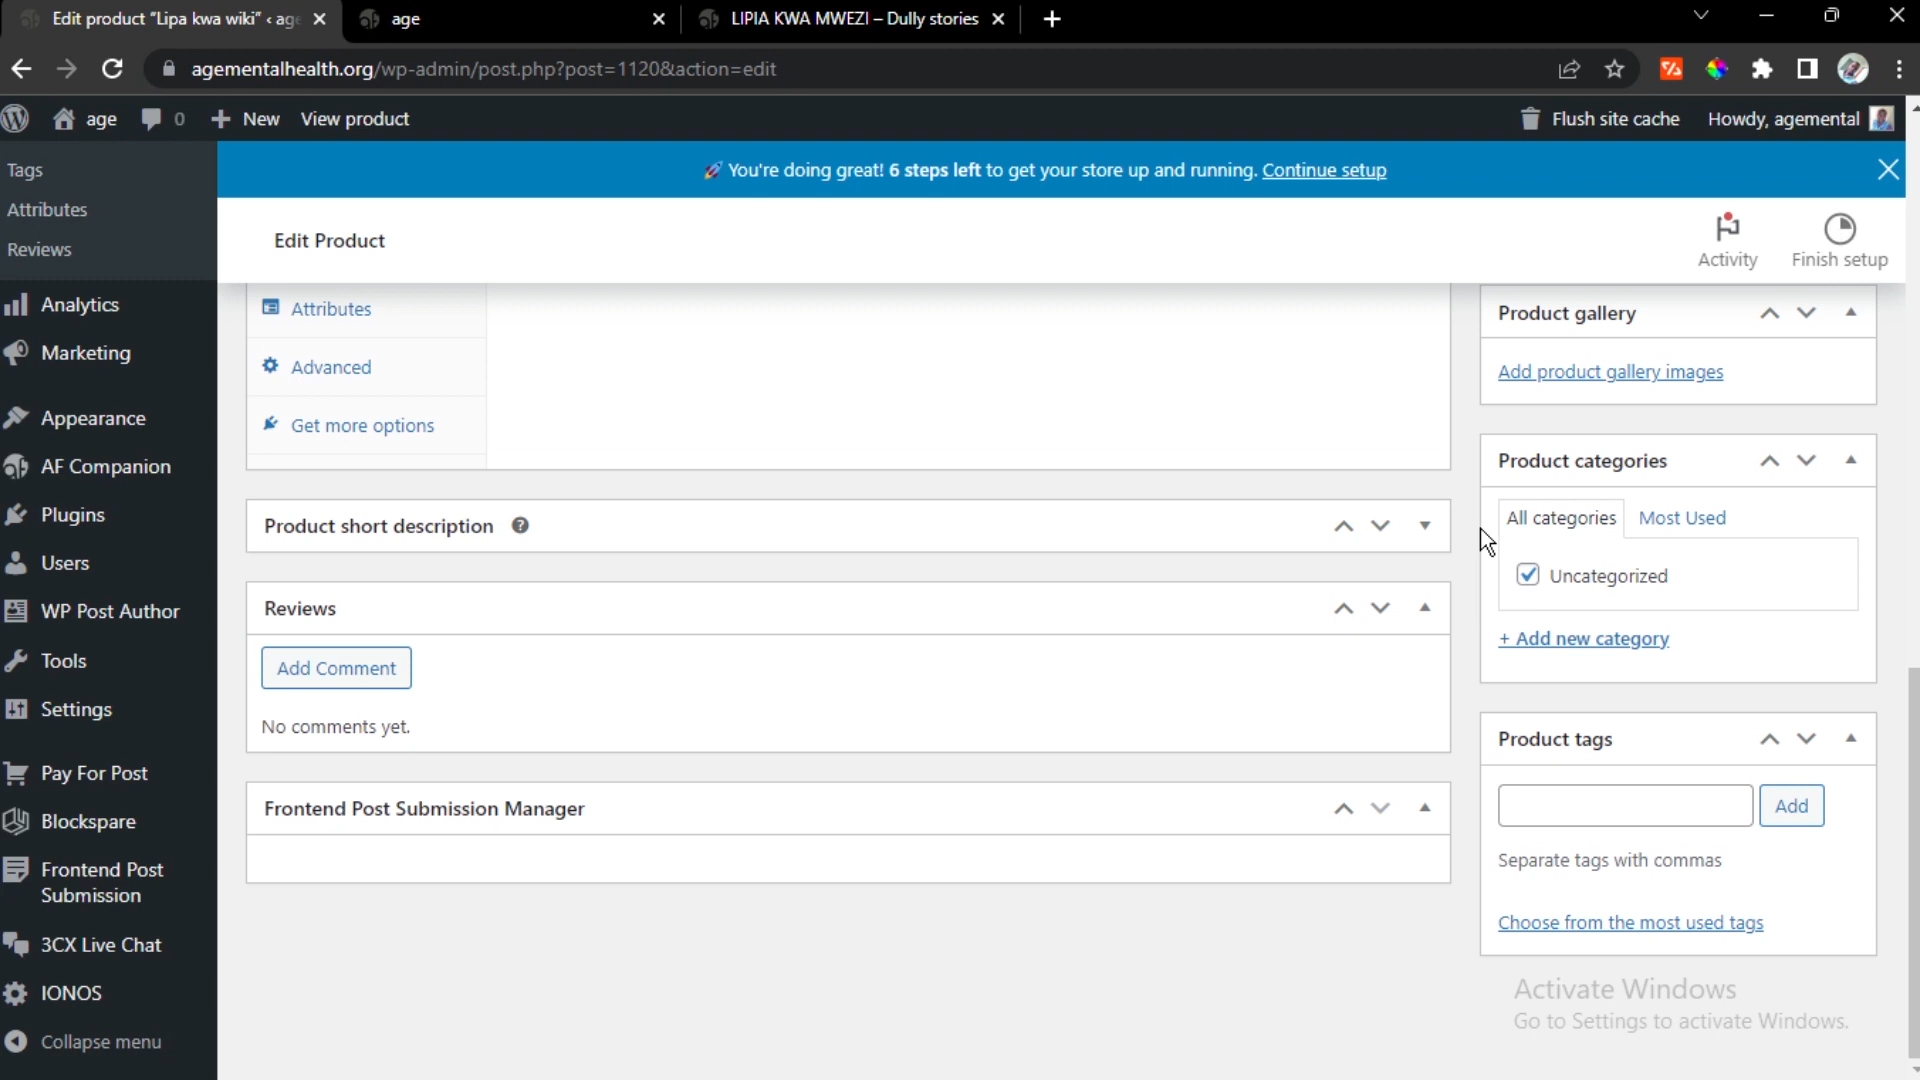 Edit product "Lipa kwa wiki" ‹ age
age
LIPIA KWA MWEZI – Dully stories
agementalhealth.org/wp-admin/post.php?post=1120&action=edit
age
0
New
View product
Flush site cache
Howdy, agemental
Tags
Attributes
Reviews
Analytics
Marketing
Appearance
AF Companion
Plugins
Users
WP Post Author
Tools
Settings
Pay For Post
Blockspare
Frontend Post
Submission
3CX Live Chat
IONOS
Collapse menu
🚀 You're doing great! 6 steps left to get your store up and running. Continue setup
Edit Product
Activity
Finish setup
Attributes
Advanced
Get more options
Product short description
Reviews
Add Comment
No comments yet.
Frontend Post Submission Manager
Product gallery
Add product gallery images
Product categories
All categories
Most Used
Uncategorized
+ Add new category
Product tags
Add
Separate tags with commas
Choose from the most used tags
Activate Windows
Go to Settings to activate Windows.